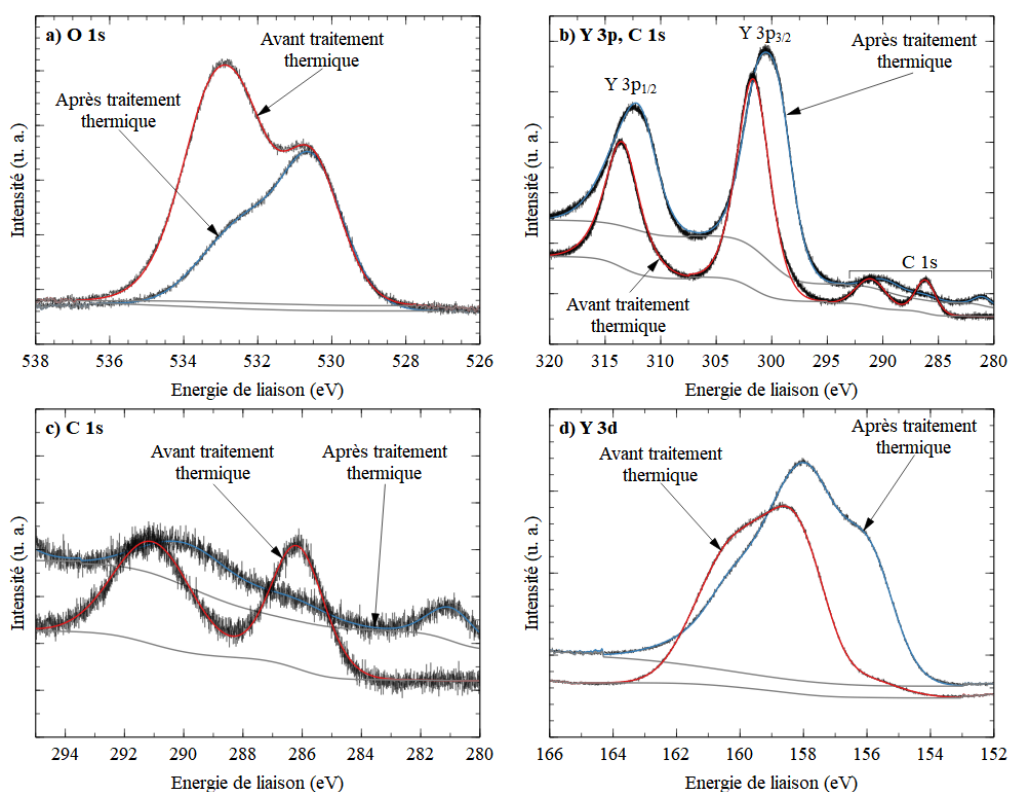 a) O 1s
Avant traitement
thermique
Après traitement
thermique
Intensité (u. a.)
538 536 534 532 530 528 526
Energie de liaison (eV)
b) Y 3p, C 1s
Y 3p3/2
Après traitement
thermique
Y 3p1/2
C 1s
Avant traitement
thermique
Intensité (u. a.)
320 315 310 305 300 295 290 285 280
Energie de liaison (eV)
c) C 1s
Avant traitement
thermique
Après traitement
thermique
Intensité (u. a.)
294 292 290 288 286 284 282 280
Energie de liaison (eV)
d) Y 3d
Après traitement
thermique
Avant traitement
thermique
Intensité (u. a.)
166 164 162 160 158 156 154 152
Energie de liaison (eV)